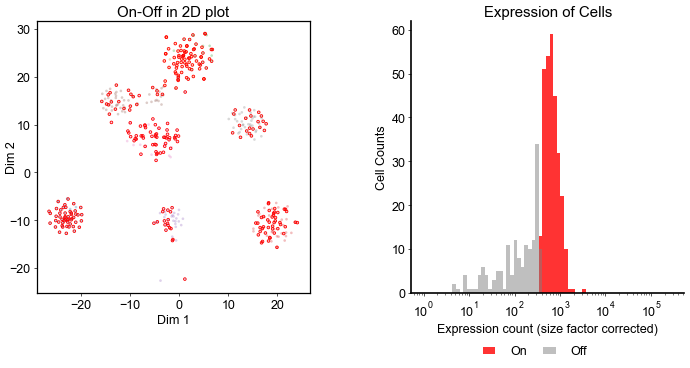 On-Off in 2D plot
30
20
10
0
−10
−20
Dim 2
−20 −10 0 10 20
Dim 1
Expression of Cells
60
50
40
30
20
10
0
Cell Counts
10^0 10^1 10^2 10^3 10^4 10^5
Expression count (size factor corrected)
On Off